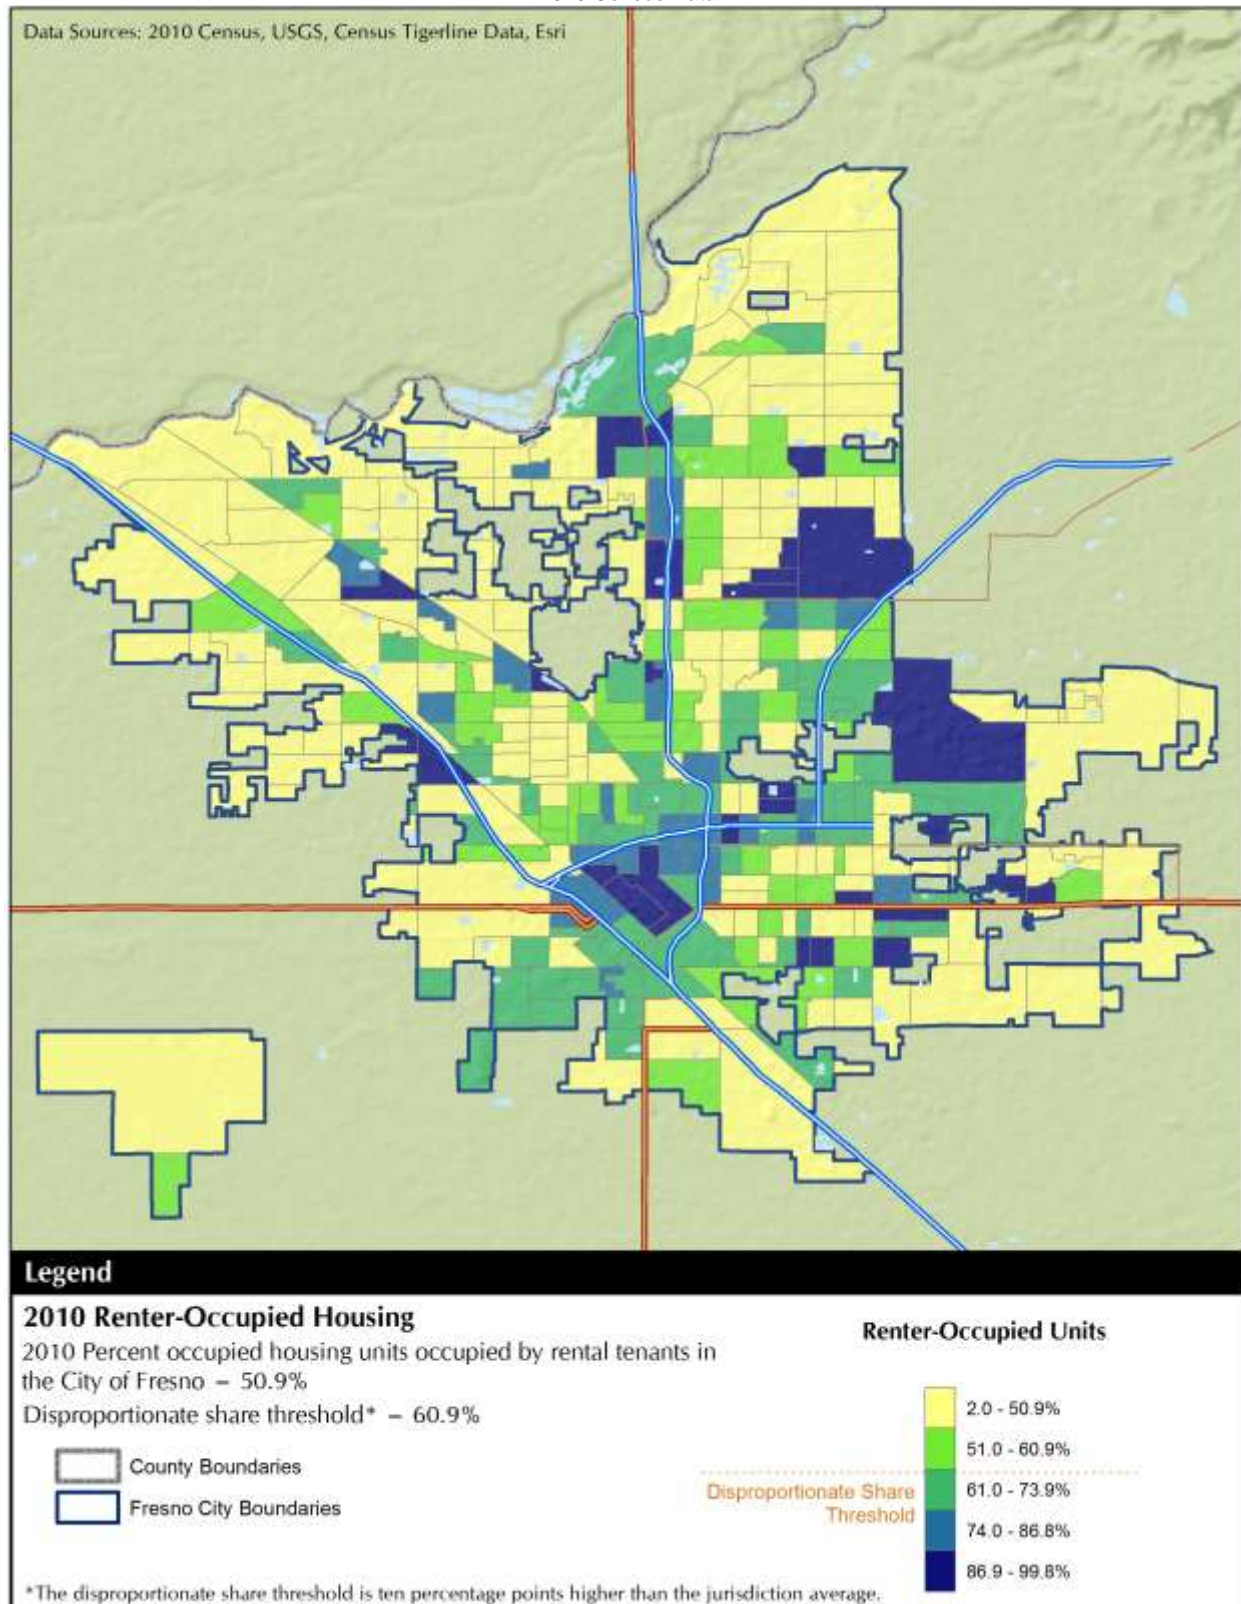 Data Sources: 2010 Census, USGS, Census Tigerline Data, Esri
Legend
2010 Renter-Occupied Housing
2010 Percent occupied housing units occupied by rental tenants in
the City of Fresno – 50.9%
Disproportionate share threshold* – 60.9%
County Boundaries
Fresno City Boundaries
Renter-Occupied Units
2.0 - 50.9%
51.0 - 60.9%
Disproportionate Share
Threshold
61.0 - 73.9%
74.0 - 86.8%
86.9 - 99.8%
*The disproportionate share threshold is ten percentage points higher than the jurisdiction average.